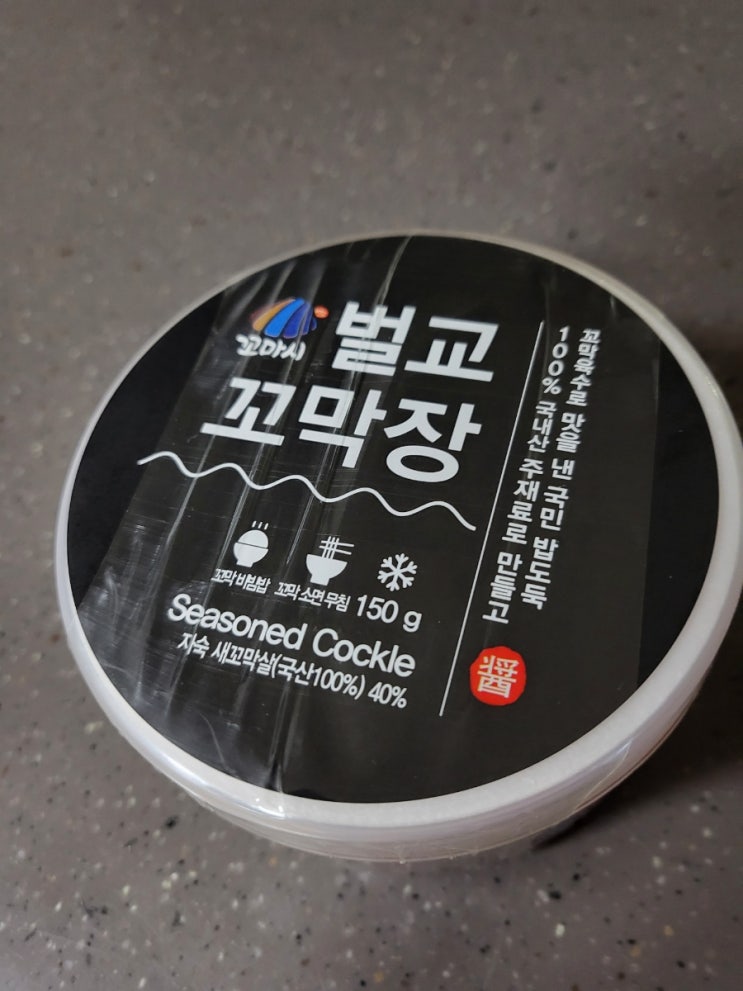 꼬마시
벌교
꼬막장
꼬막 비빔밥
꼬막 소면 무침
150 g
Seasoned Cockle
자숙 새꼬막살(국산100%) 40%
100% 국내산 주재료로 만들고
꼬막육수로 맛을 낸 국민 밥도둑
醬